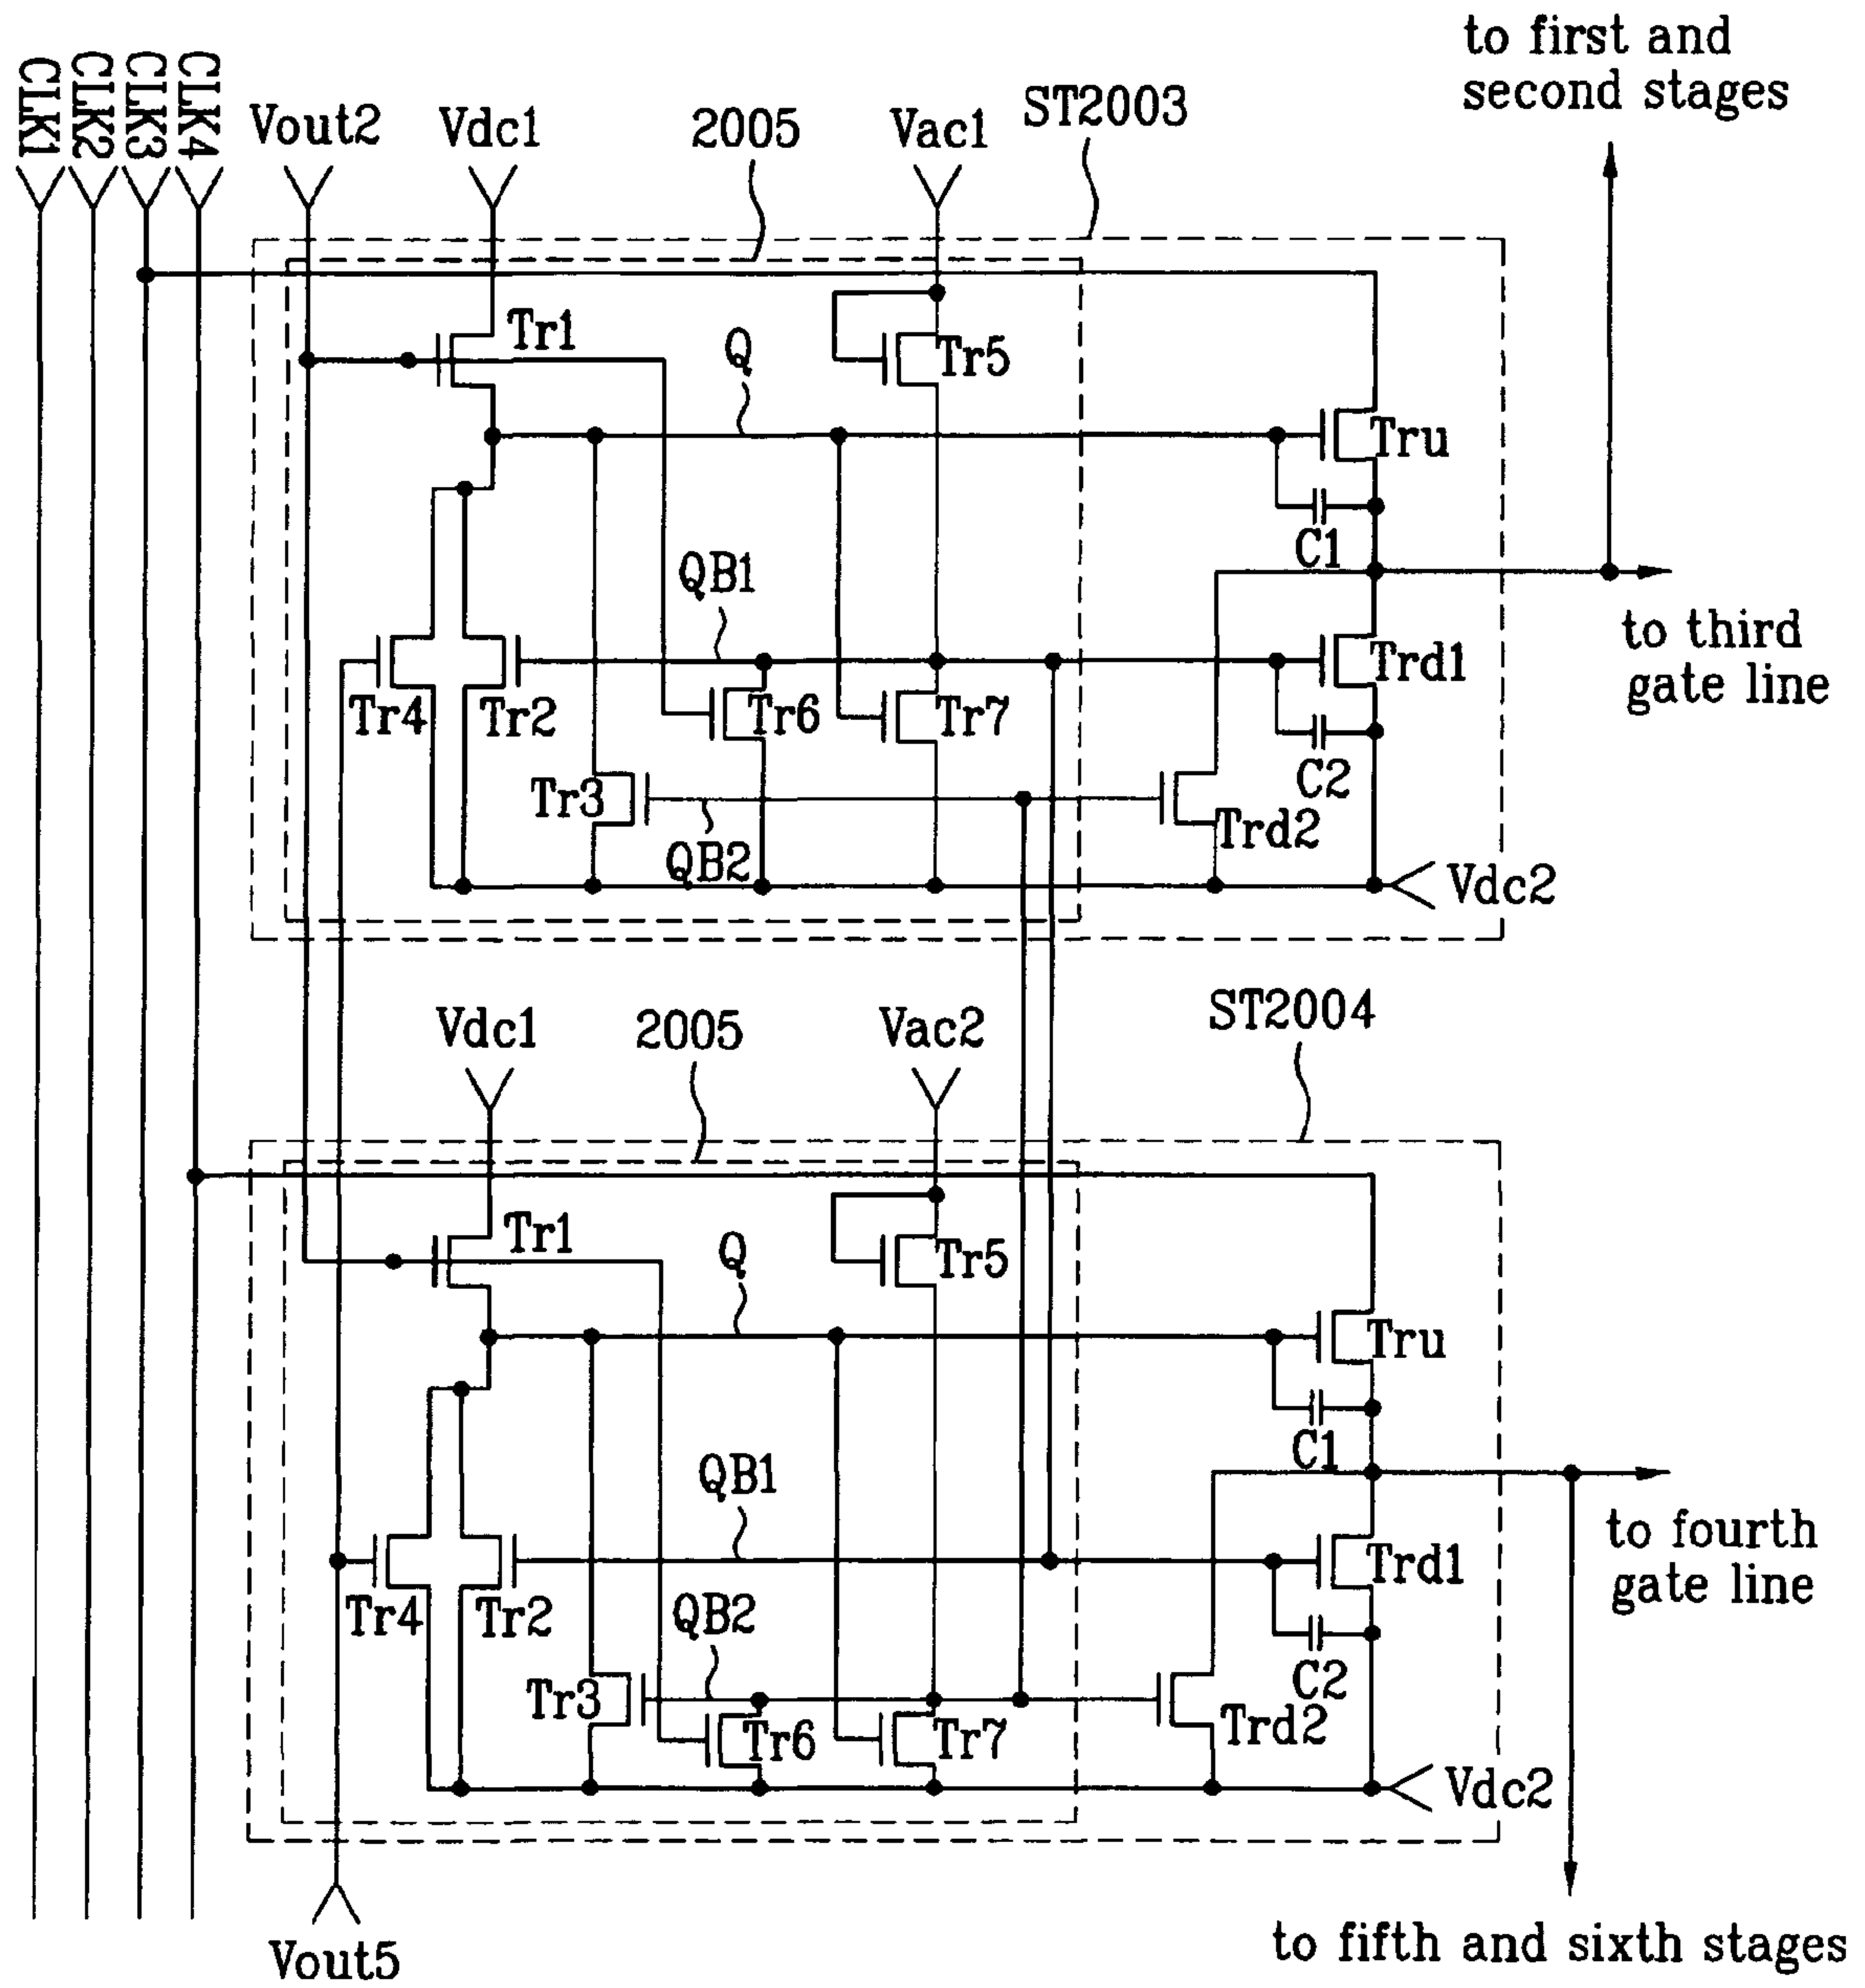 to first and
second stages
CLK1
CLK2
CLK3
CLK4
Vout2
Vdc1
2005
Vac1
ST2003
Tr1
Q
Tr5
Tru
C1
QB1
to third
gate line
Trd1
Tr4
Tr2
Tr6
Tr7
C2
Tr3
QB2
Trd2
Vdc2
Vdc1
2005
Vac2
ST2004
Tr1
Q
Tr5
Tru
C1
QB1
to fourth
gate line
Trd1
Tr4
Tr2
QB2
C2
Tr3
Tr6
Tr7
Trd2
Vdc2
Vout5
to fifth and sixth stages